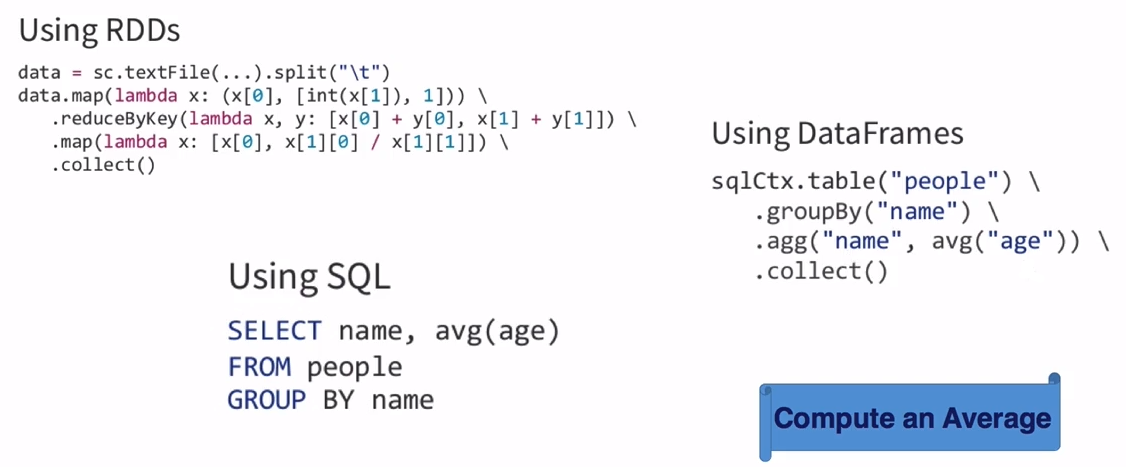 Using RDDs
data = sc.textFile(...).split("\t")
data.map(lambda x: (x[0], [int(x[1]), 1])) \
   .reduceByKey(lambda x, y: [x[0] + y[0], x[1] + y[1]]) \
   .map(lambda x: [x[0], x[1][0] / x[1][1]]) \
   .collect()
Using DataFrames
sqlCtx.table("people") \
   .groupBy("name") \
   .agg("name", avg("age")) \
   .collect()
Using SQL
SELECT name, avg(age)
FROM people
GROUP BY name
Compute an Average